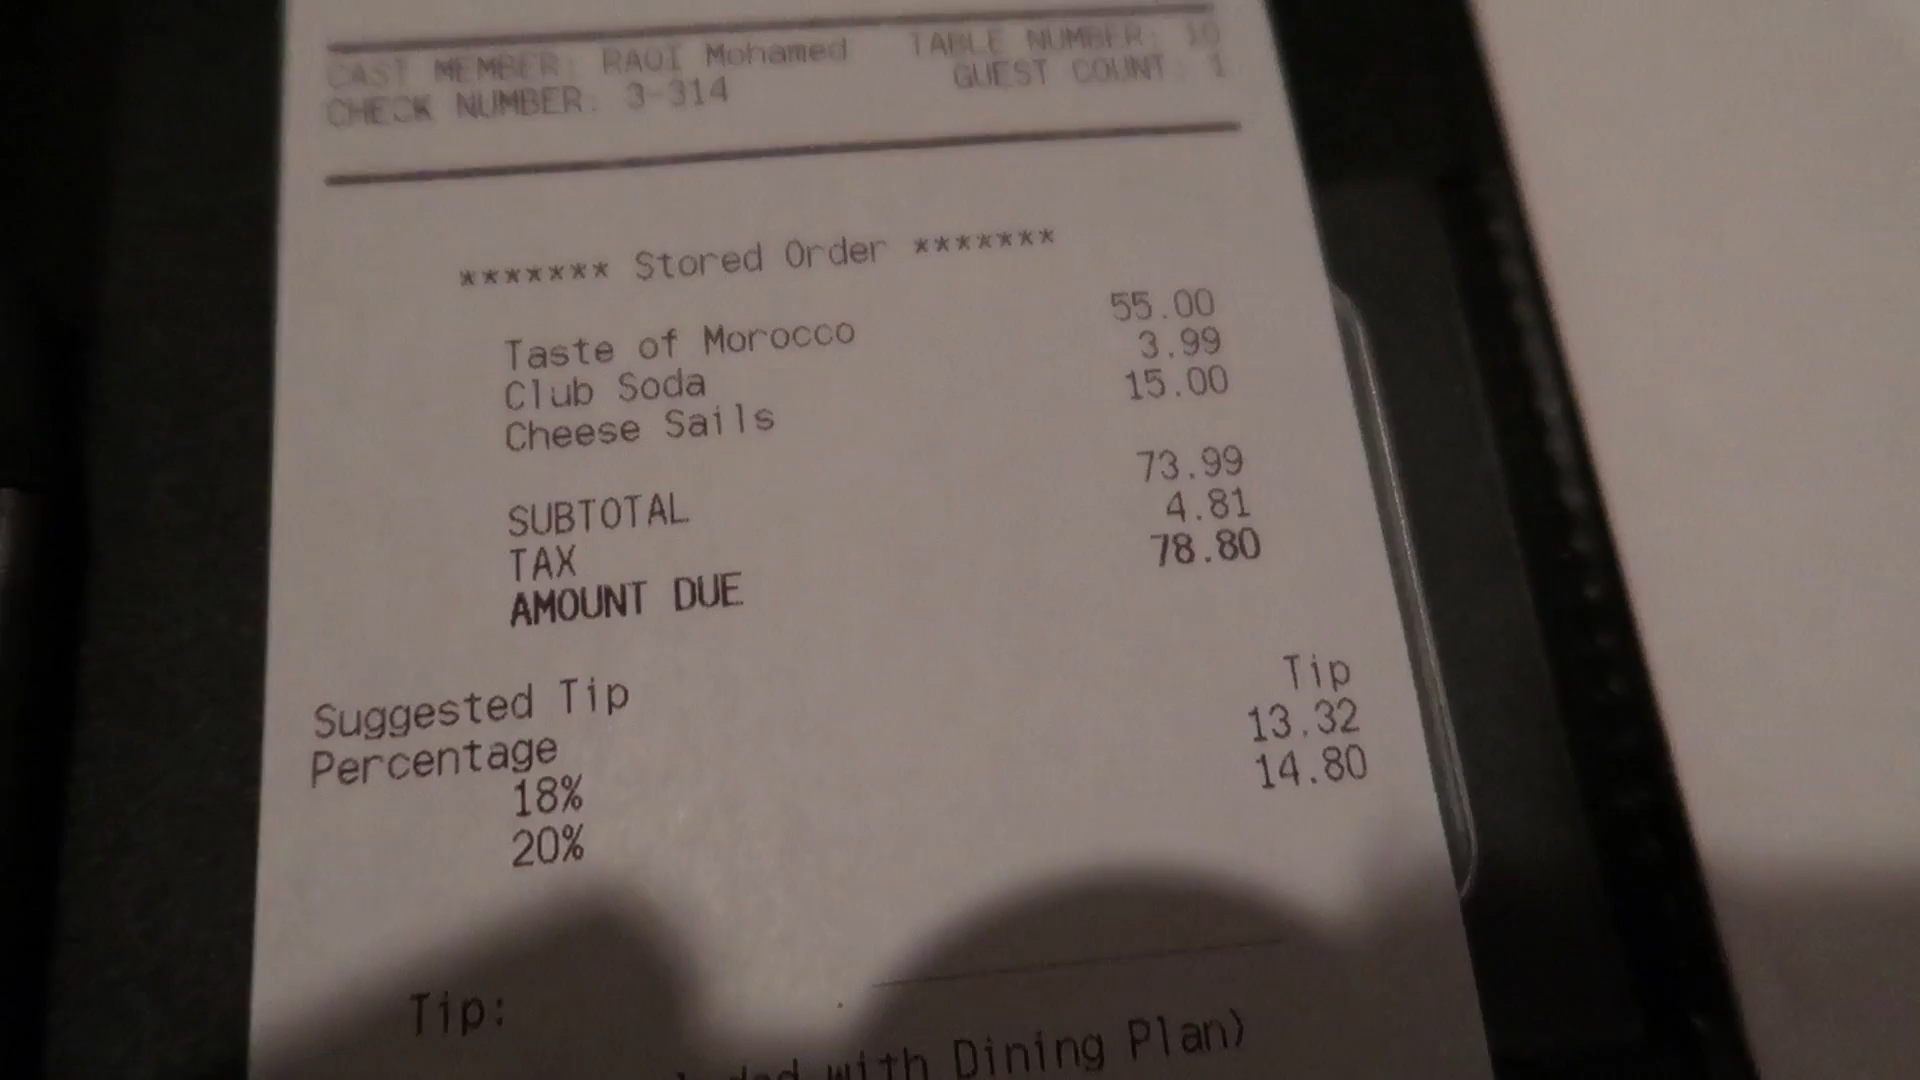 CAST MEMBER: RAQI Mohamed TABLE NUMBER: 10
CHECK NUMBER: 3-314 GUEST COUNT: 1
******* Stored Order *******
Taste of Morocco 55.00
Club Soda 3.99
Cheese Sails 15.00
SUBTOTAL 73.99
TAX 4.81
AMOUNT DUE 78.80
Suggested Tip
Percentage Tip
18% 13.32
20% 14.80
Tip:
with Dining Plan)